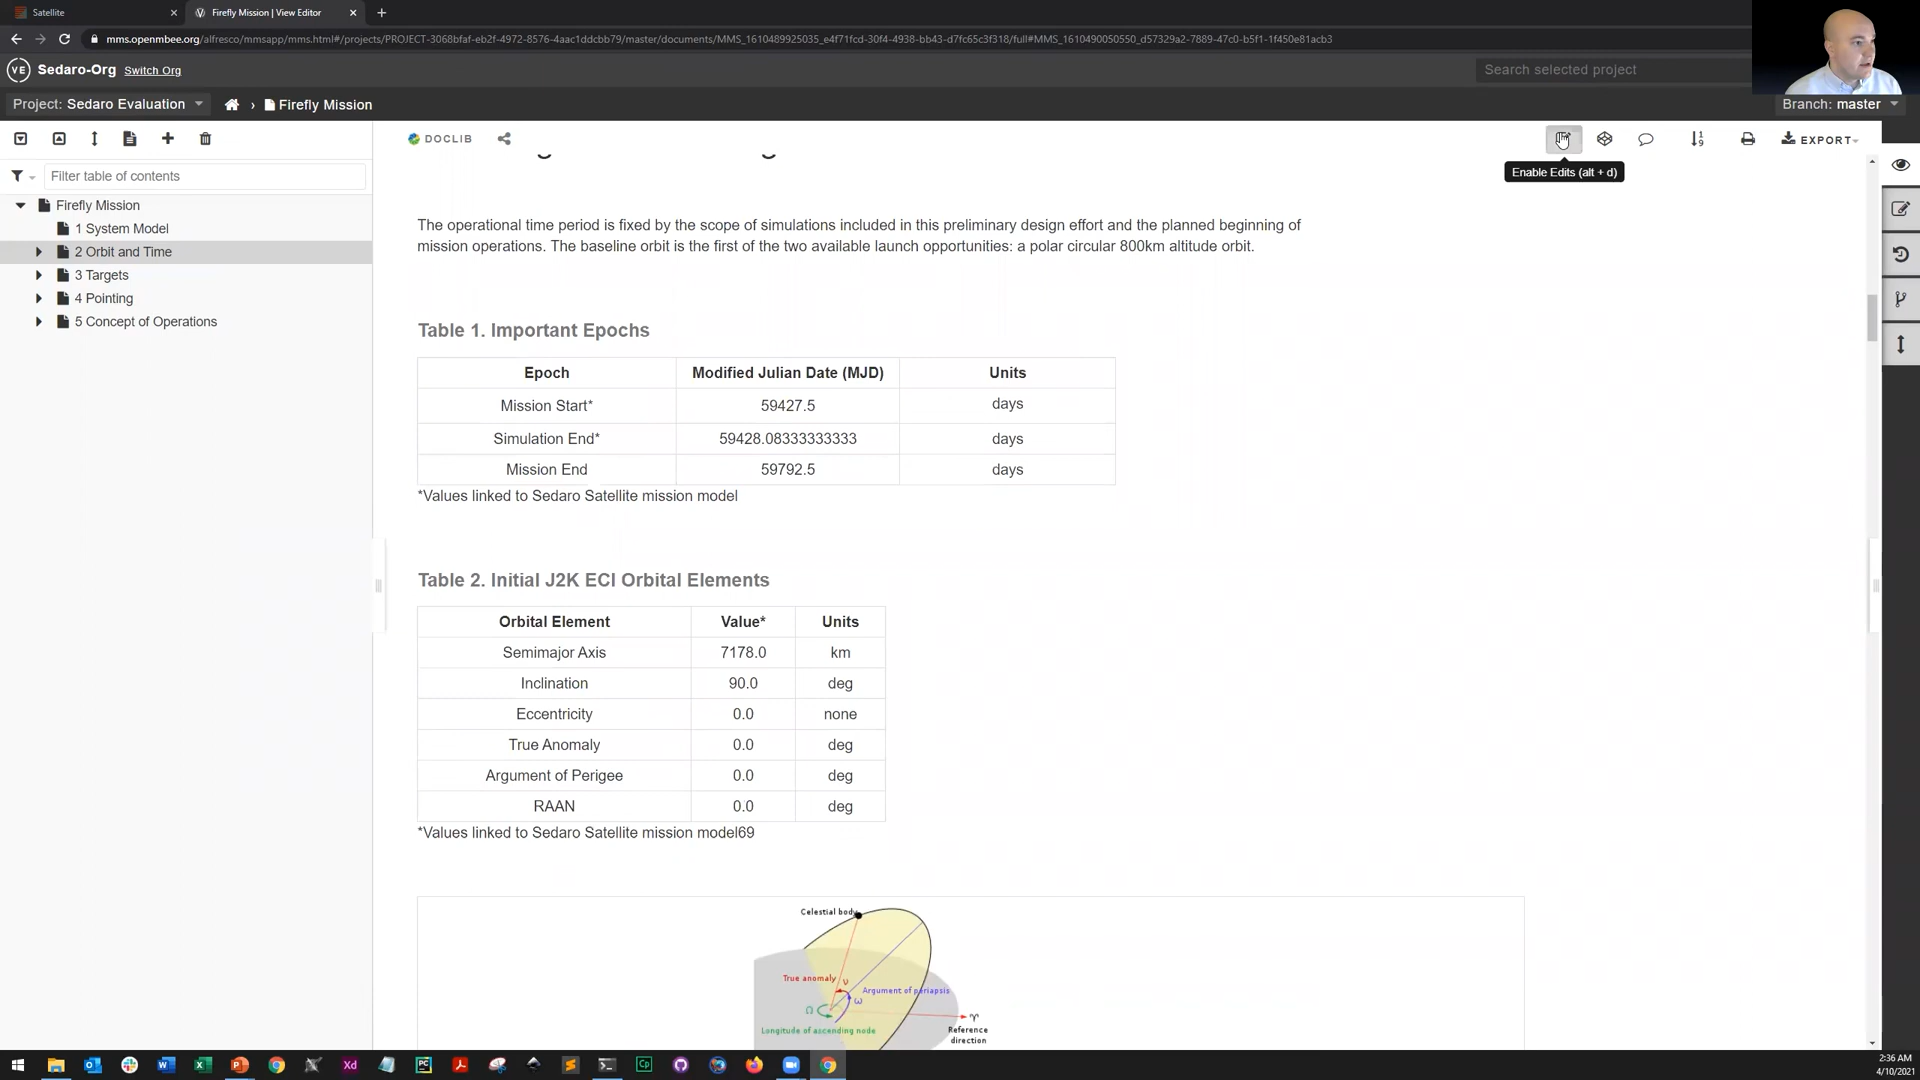 Satellite
Firefly Mission | View Editor
mms.openmbee.org/alfresco/mmsapp/mms.html#/projects/PROJECT-3068bfaf-eb2f-4972-8576-4aac1ddcbb79/master/documents/MMS_1610489925035_e4f71fcd-30f4-4938-bb43-d7fc65c3f318/full#MMS_1610490050550_d57329a2-7889-47c0-b5f1-1f450e81acb3
VE Sedaro-Org Switch Org
Search selected project
Project: Sedaro Evaluation
Firefly Mission
Branch: master
DOCLIB
EXPORT
Enable Edits (alt + d)
Filter table of contents
Firefly Mission
1 System Model
2 Orbit and Time
3 Targets
4 Pointing
5 Concept of Operations
The operational time period is fixed by the scope of simulations included in this preliminary design effort and the planned beginning of
mission operations. The baseline orbit is the first of the two available launch opportunities: a polar circular 800km altitude orbit.
Table 1. Important Epochs
Epoch Modified Julian Date (MJD) Units
Mission Start* 59427.5 days
Simulation End* 59428.08333333333 days
Mission End 59792.5 days
*Values linked to Sedaro Satellite mission model
Table 2. Initial J2K ECI Orbital Elements
Orbital Element Value* Units
Semimajor Axis 7178.0 km
Inclination 90.0 deg
Eccentricity 0.0 none
True Anomaly 0.0 deg
Argument of Perigee 0.0 deg
RAAN 0.0 deg
*Values linked to Sedaro Satellite mission model69
Celestial body
True anomaly
ν
Argument of periapsis
ω
Ω
Longitude of ascending node
♈
Reference
direction
Xd
PC
Cp
2:36 AM
4/10/2021